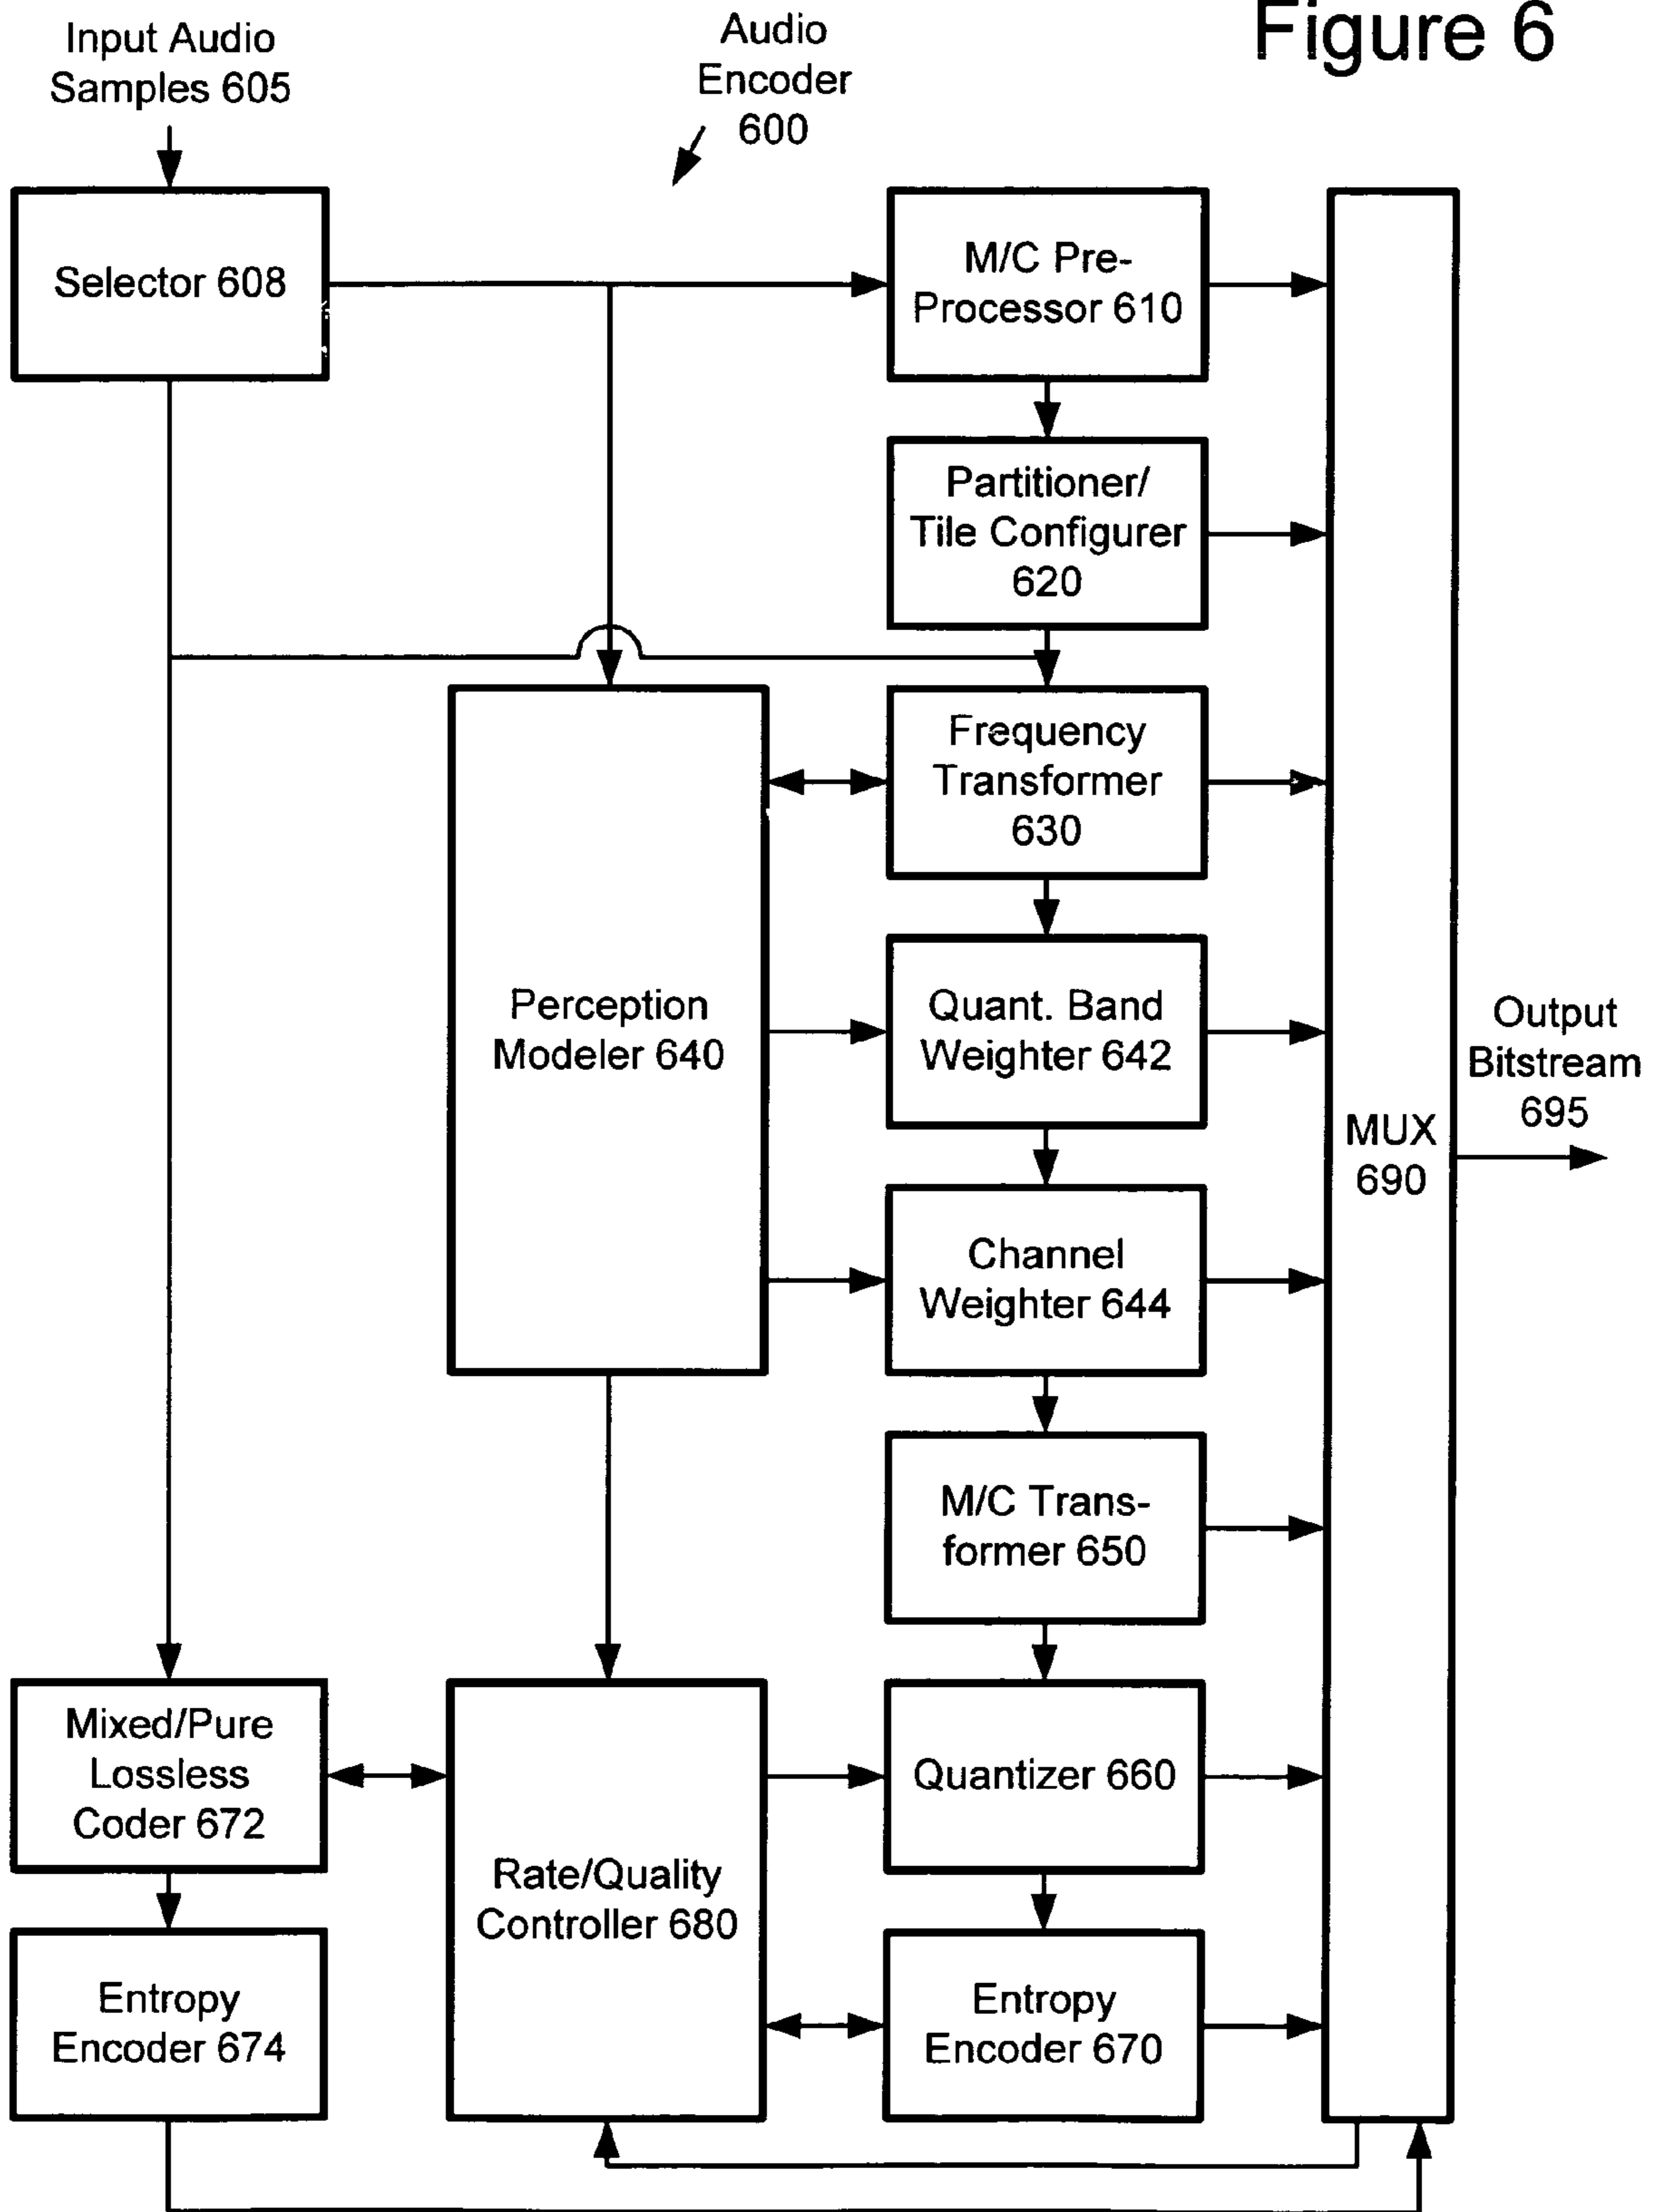 Figure 6
Input Audio
Samples 605
Audio
Encoder
600
Selector 608
M/C Pre-
Processor 610
Partitioner/
Tile Configurer
620
Frequency
Transformer
630
Perception
Modeler 640
Quant. Band
Weighter 642
Output
Bitstream
695
MUX
690
Channel
Weighter 644
M/C Trans-
former 650
Mixed/Pure
Lossless
Coder 672
Quantizer 660
Rate/Quality
Controller 680
Entropy
Encoder 674
Entropy
Encoder 670